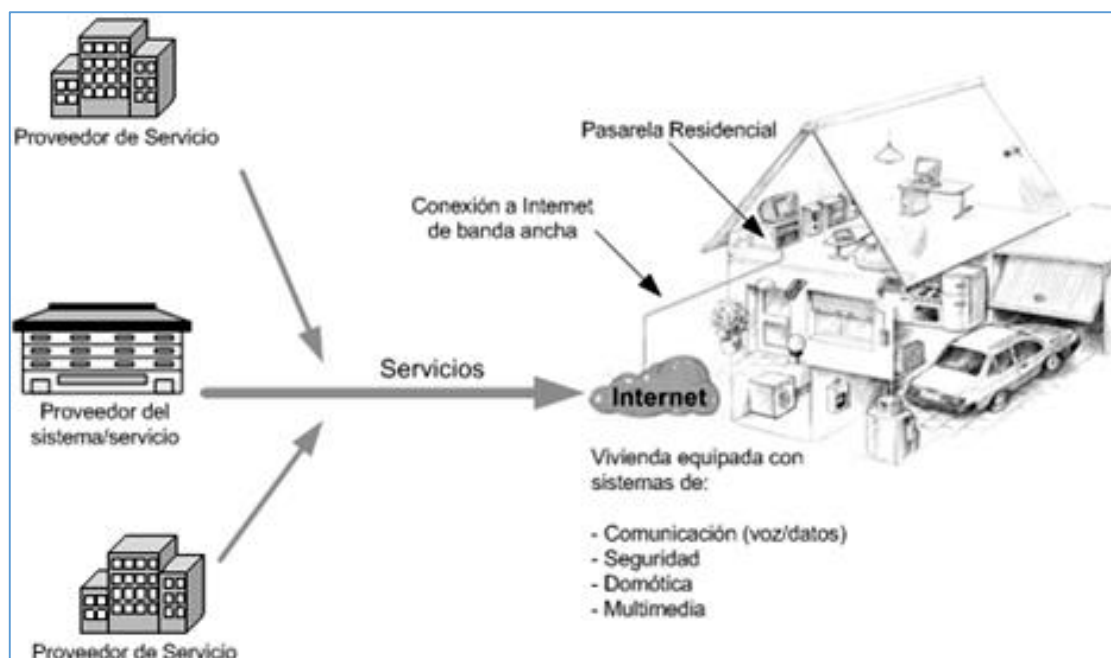 Proveedor de Servicio
Pasarela Residencial
Conexión a Internet
de banda ancha
Servicios
Internet
Proveedor del
sistema/servicio
Vivienda equipada con
sistemas de:
- Comunicación (voz/datos)
- Seguridad
- Domótica
- Multimedia
Proveedor de Servicio